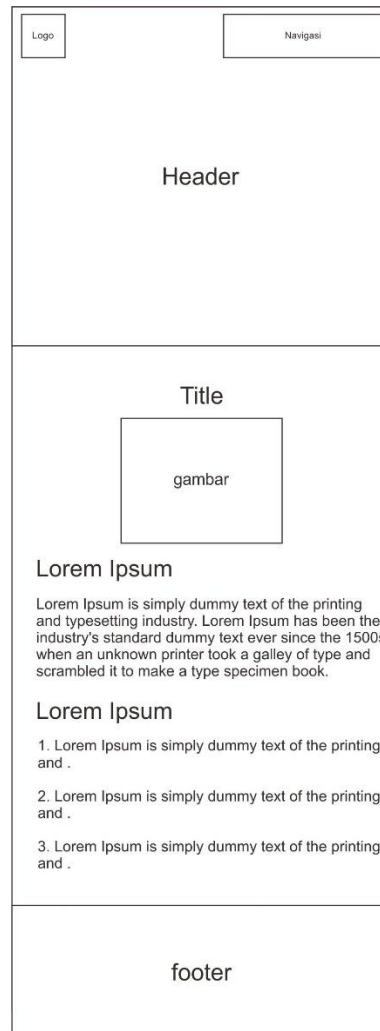 Logo
Navigasi
Header
Title
gambar
Lorem Ipsum
Lorem Ipsum is simply dummy text of the printing
and typesetting industry. Lorem Ipsum has been the
industry's standard dummy text ever since the 1500s
when an unknown printer took a galley of type and
scrambled it to make a type specimen book.
Lorem Ipsum
1. Lorem Ipsum is simply dummy text of the printing
and .
2. Lorem Ipsum is simply dummy text of the printing
and .
3. Lorem Ipsum is simply dummy text of the printing
and .
footer